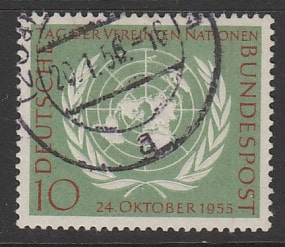 TAG DER VEREINTEN NATIONEN
DEUTSCHE
BUNDESPOST
10
24. OKTOBER 1955
a